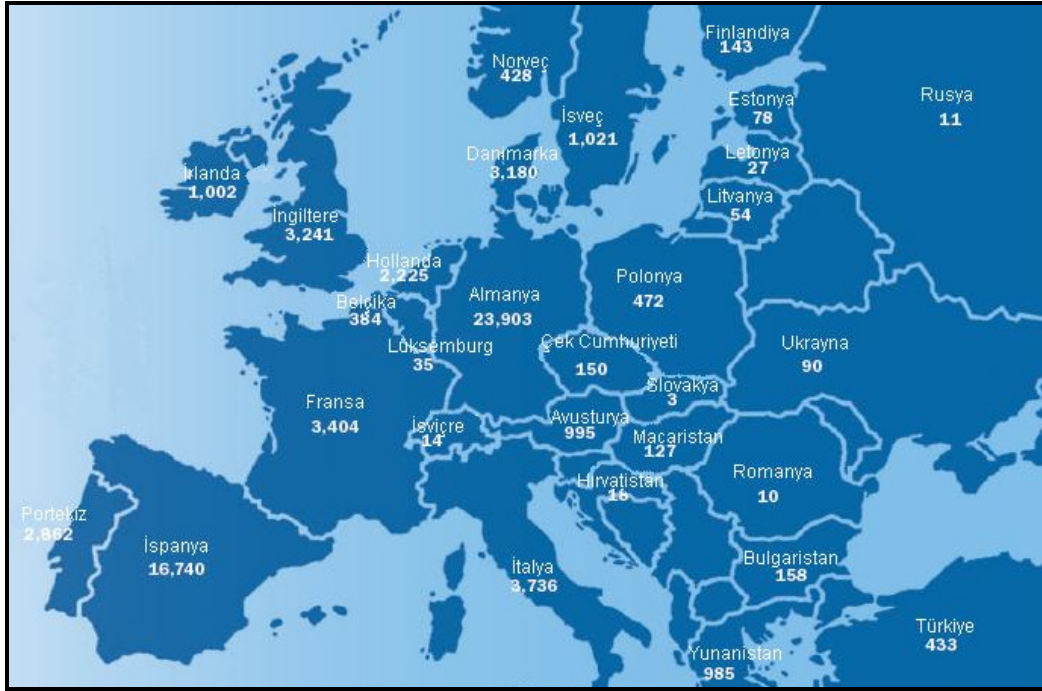 Finlandiya
143
Norveç
428
Rusya
11
Estonya
78
İsveç
1,021
Danimarka
3,180
Letonya
27
İrlanda
1,002
Litvanya
54
İngiltere
3,241
Hollanda
2,225
Polonya
472
Almanya
23,903
Belçika
384
Lüksemburg
35
Çek Cumhuriyeti
150
Ukrayna
90
Slovakya
3
Fransa
3,404
İsviçre
14
Avusturya
995
Macaristan
127
Romanya
10
Hırvatistan
16
Portekiz
2,862
İspanya
16,740
İtalya
3,736
Bulgaristan
158
Türkiye
433
Yunanistan
985